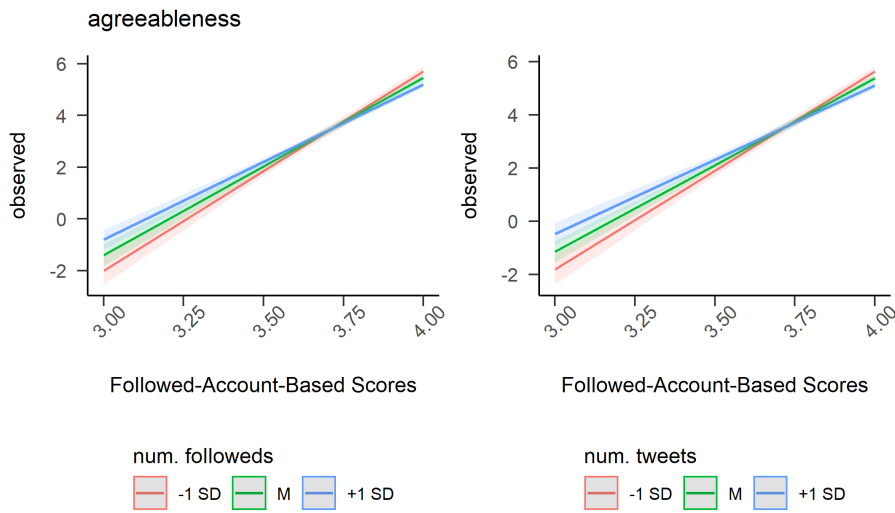 agreeableness
observed
6
4
2
0
-2
3.00
3.25
3.50
3.75
4.00
Followed-Account-Based Scores
num. followeds
-1 SD
M
+1 SD
observed
6
4
2
0
-2
3.00
3.25
3.50
3.75
4.00
Followed-Account-Based Scores
num. tweets
-1 SD
M
+1 SD